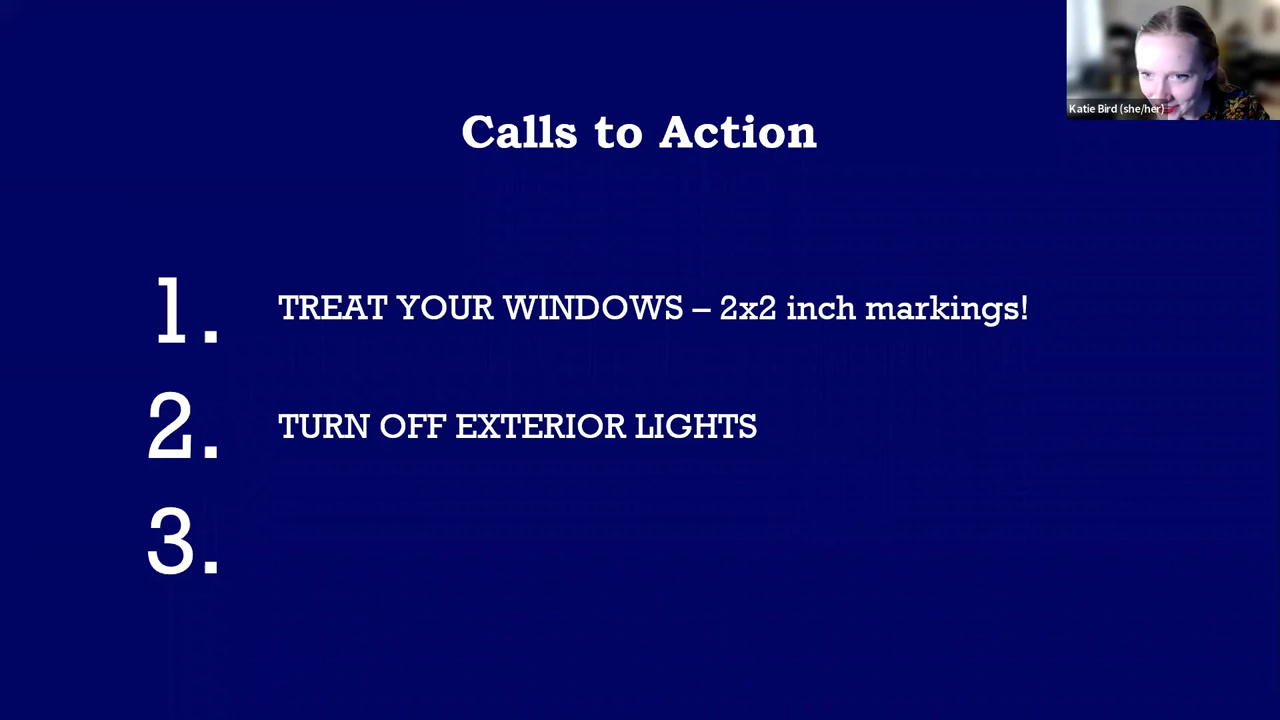 Katie Bird (she/her)
Calls to Action
1. TREAT YOUR WINDOWS – 2x2 inch markings!
2. TURN OFF EXTERIOR LIGHTS
3.